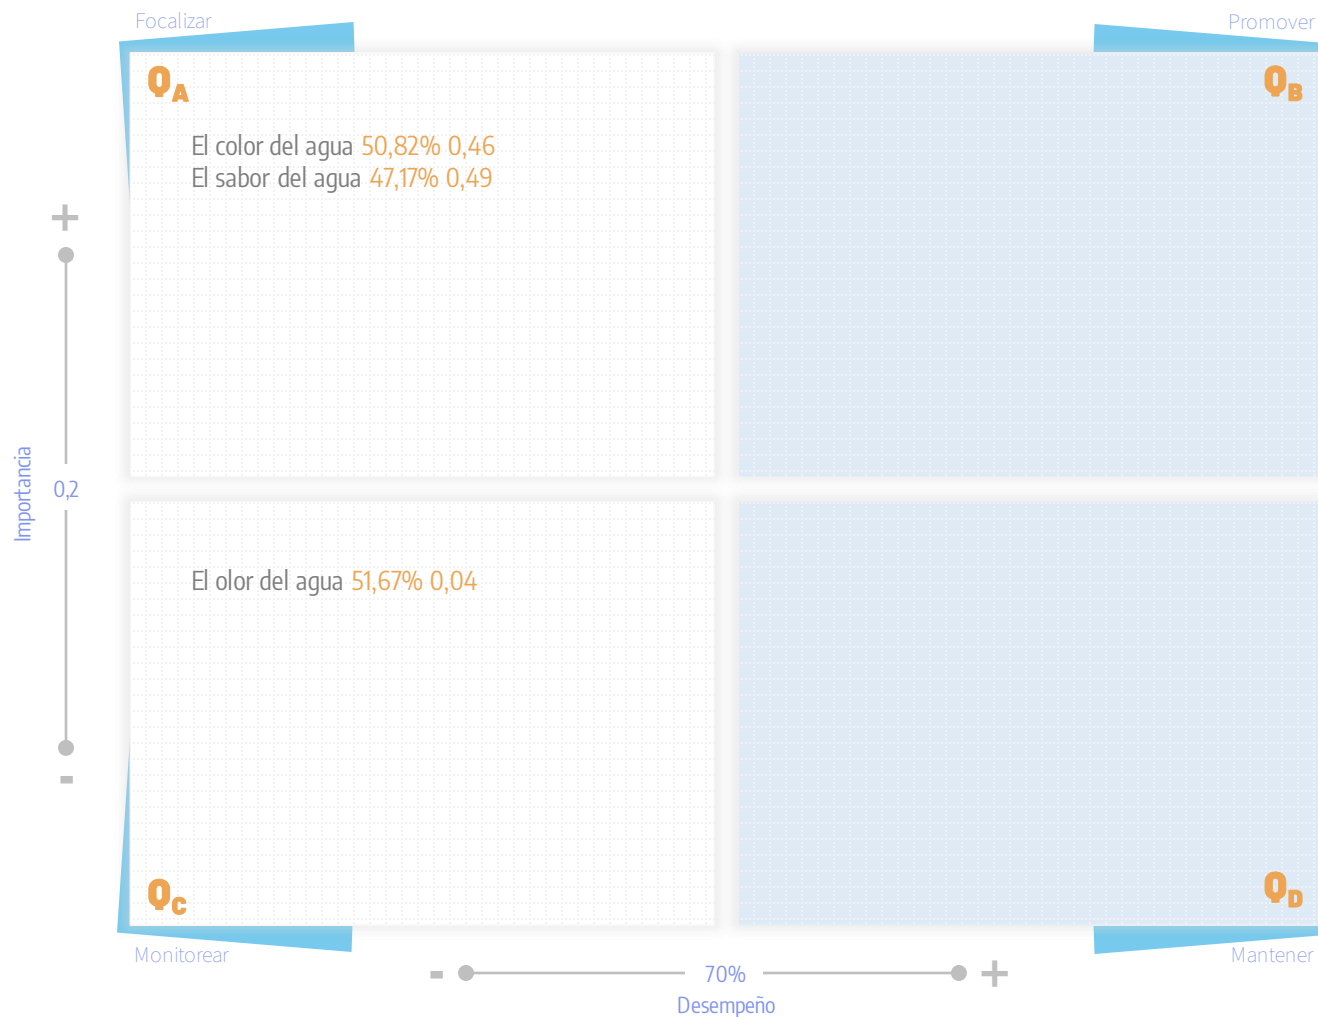 Focalizar
Promover
QA
QB
El color del agua 50,82% 0,46
El sabor del agua 47,17% 0,49
+
Importancia
0,2
El olor del agua 51,67% 0,04
-
QC
QD
Monitorear
Mantener
- 70% +
Desempeño